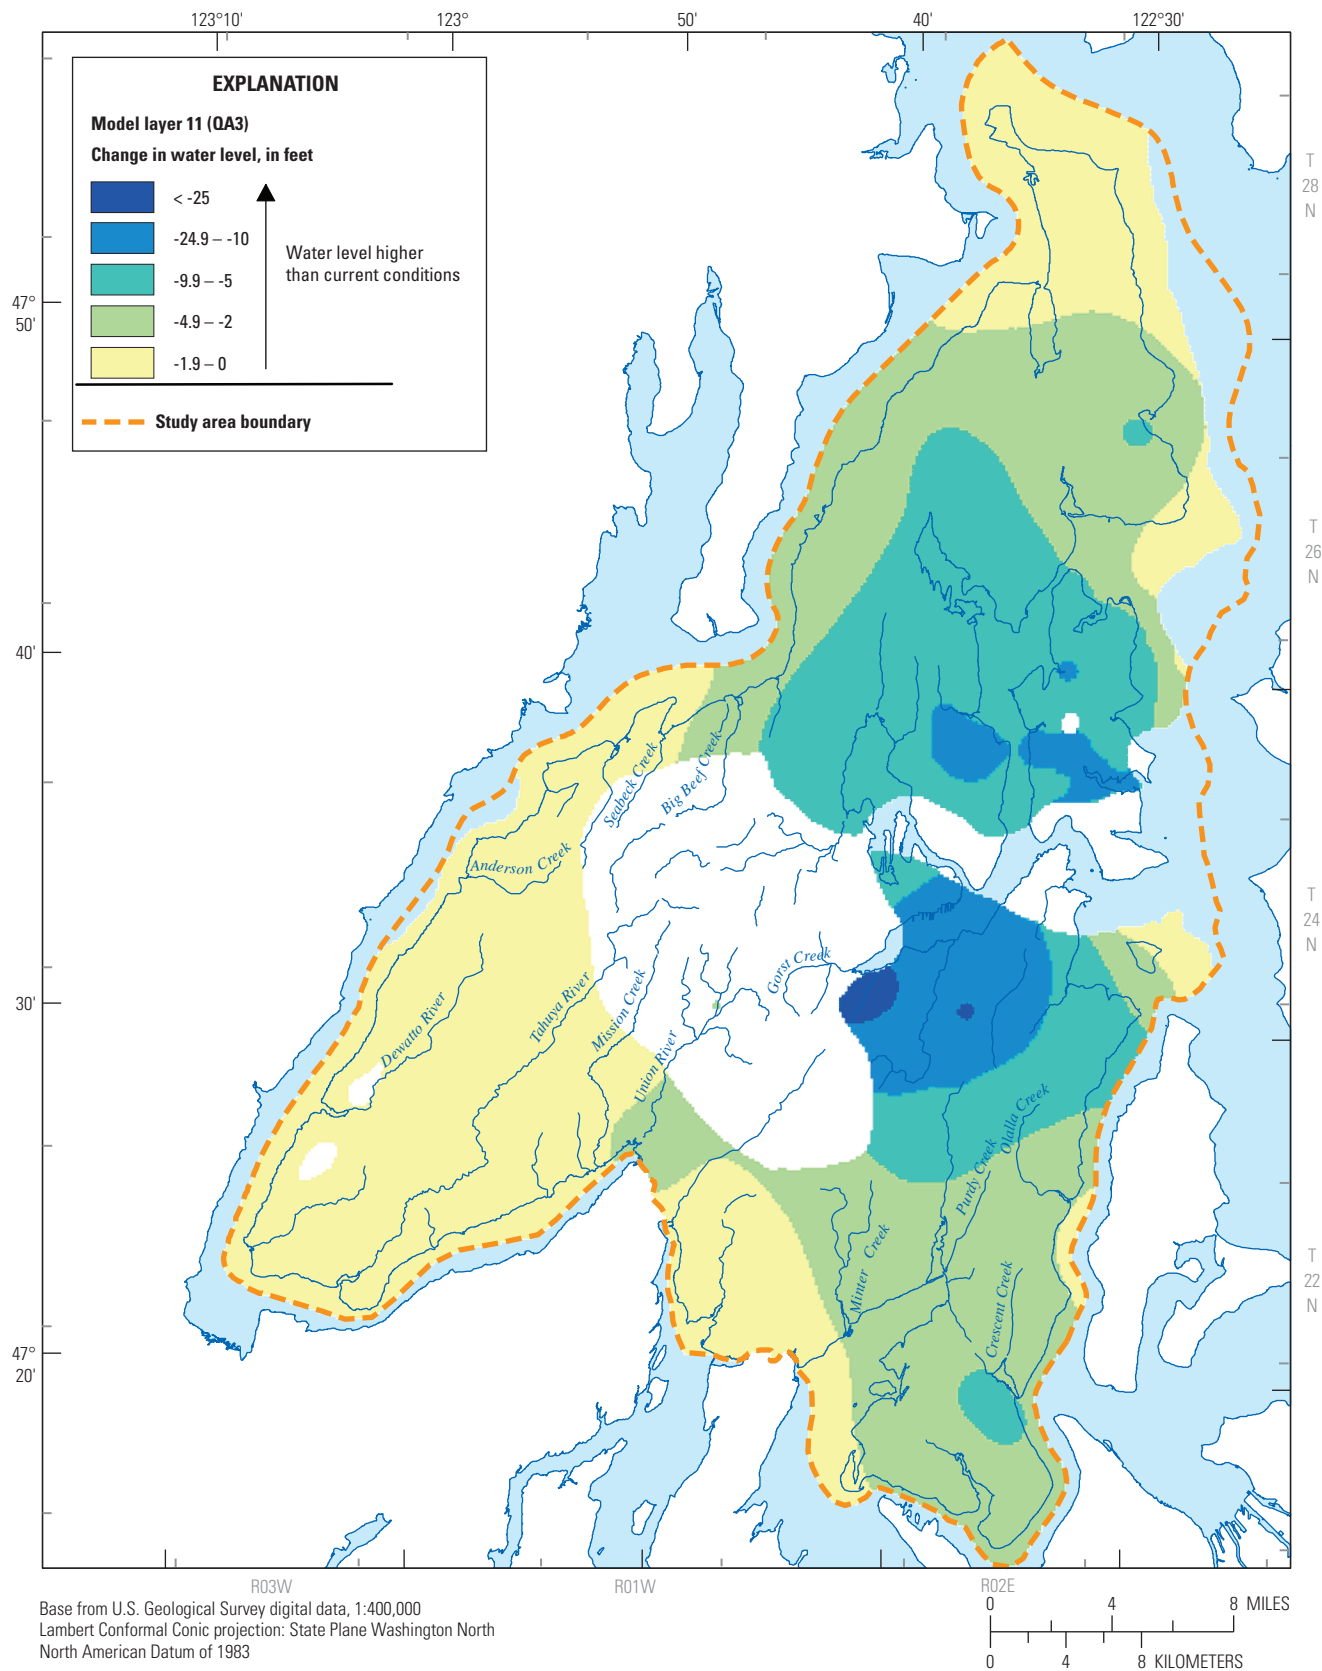 123°10'
123°
50'
40'
122°30'
EXPLANATION
Model layer 11 (QA3)
Change in water level, in feet
< -25
-24.9 – -10
-9.9 – -5
-4.9 – -2
-1.9 – 0
Water level higher
than current conditions
Study area boundary
T
28
N
47°
50'
T
26
N
40'
Seabeck Creek
Big Beef Creek
Anderson Creek
T
24
N
Gorst Creek
30'
Dewatto River
Tahuya River
Mission Creek
Union River
Olalla Creek
Purdy Creek
Minter Creek
Crescent Creek
T
22
N
47°
20'
R03W
R01W
R02E
Base from U.S. Geological Survey digital data, 1:400,000
Lambert Conformal Conic projection: State Plane Washington North
North American Datum of 1983
0 4 8 MILES
0 4 8 KILOMETERS